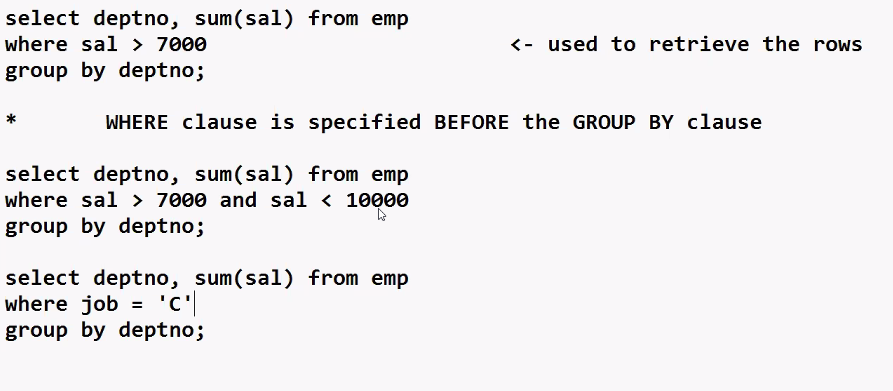 select deptno, sum(sal) from emp
where sal > 7000 <- used to retrieve the rows
group by deptno;
* WHERE clause is specified BEFORE the GROUP BY clause
select deptno, sum(sal) from emp
where sal > 7000 and sal < 10000
group by deptno;
select deptno, sum(sal) from emp
where job = 'C'
group by deptno;